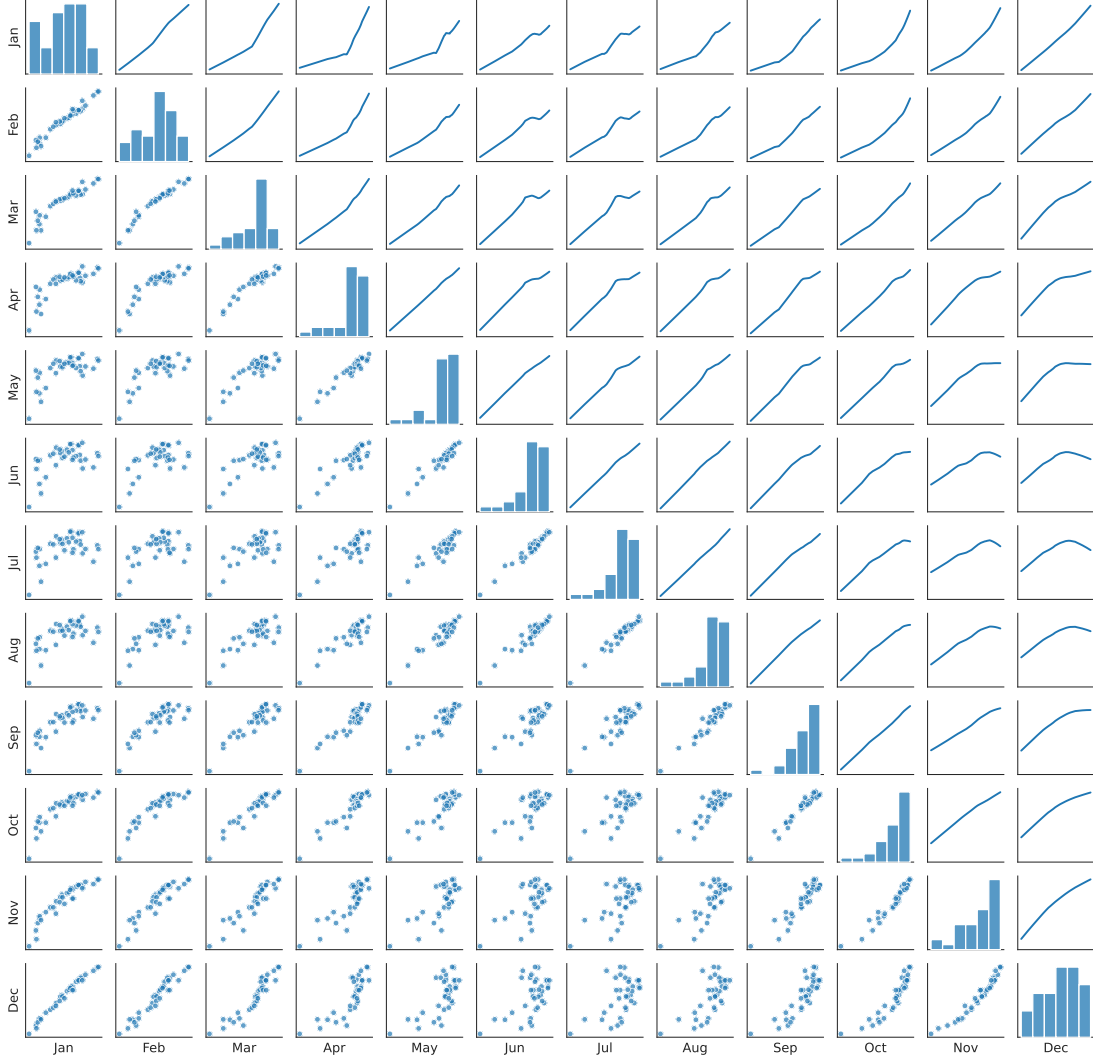 Jan
Feb
Mar
Apr
May
Jun
Jul
Aug
Sep
Oct
Nov
Dec
Jan Feb Mar Apr May Jun Jul Aug Sep Oct Nov Dec